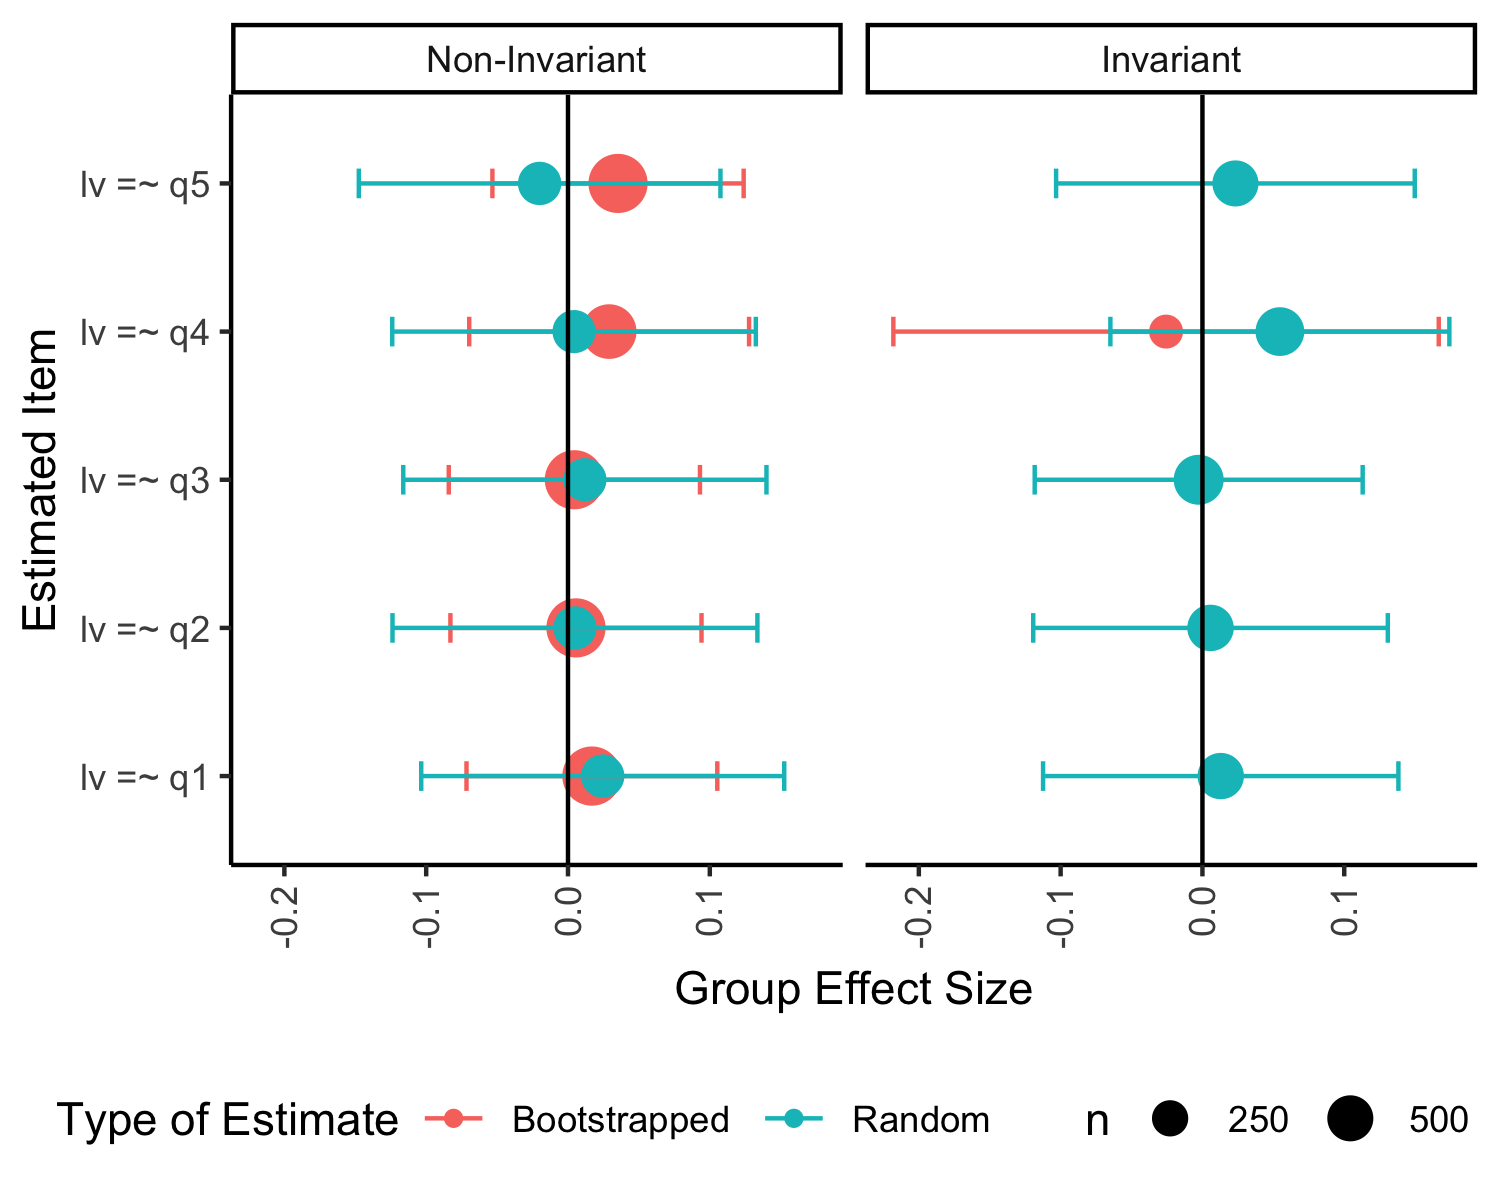 Non-Invariant
Invariant
Estimated Item
lv =~ q5
lv =~ q4
lv =~ q3
lv =~ q2
lv =~ q1
-0.2 -0.1 0.0 0.1
-0.2 -0.1 0.0 0.1
Group Effect Size
Type of Estimate Bootstrapped Random n 250 500